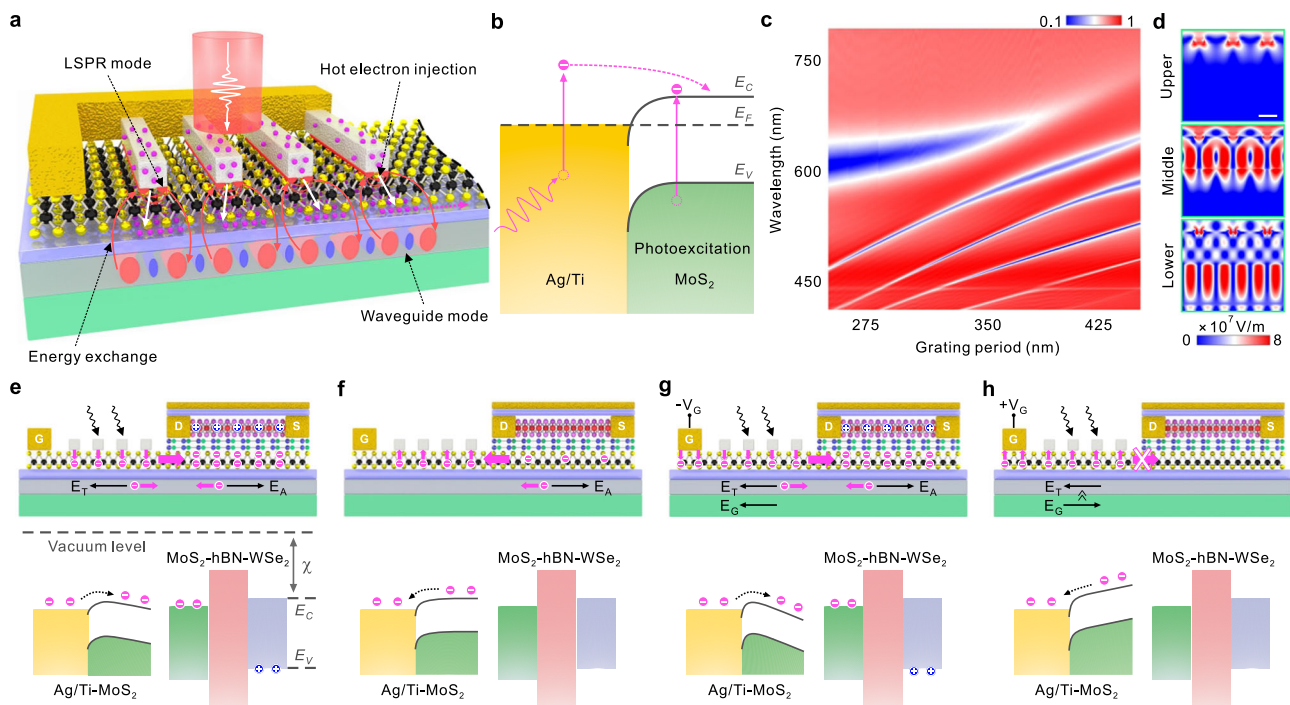 a
LSPR mode
Hot electron injection
Energy exchange
Waveguide mode
b
E_C
E_F
E_V
Photoexcitation
Ag/Ti
MoS₂
c
0.1
1
Wavelength (nm)
750
600
450
275
350
425
Grating period (nm)
d
Upper
Middle
Lower
× 10⁷ V/m
0
8
e
G
D
S
E_T
E_A
Vacuum level
MoS₂-hBN-WSe₂
χ
E_C
E_V
Ag/Ti-MoS₂
f
D
S
E_A
MoS₂-hBN-WSe₂
Ag/Ti-MoS₂
g
-V_G
G
D
S
E_T
E_A
E_G
MoS₂-hBN-WSe₂
Ag/Ti-MoS₂
h
+V_G
G
D
S
E_T
E_G
MoS₂-hBN-WSe₂
Ag/Ti-MoS₂